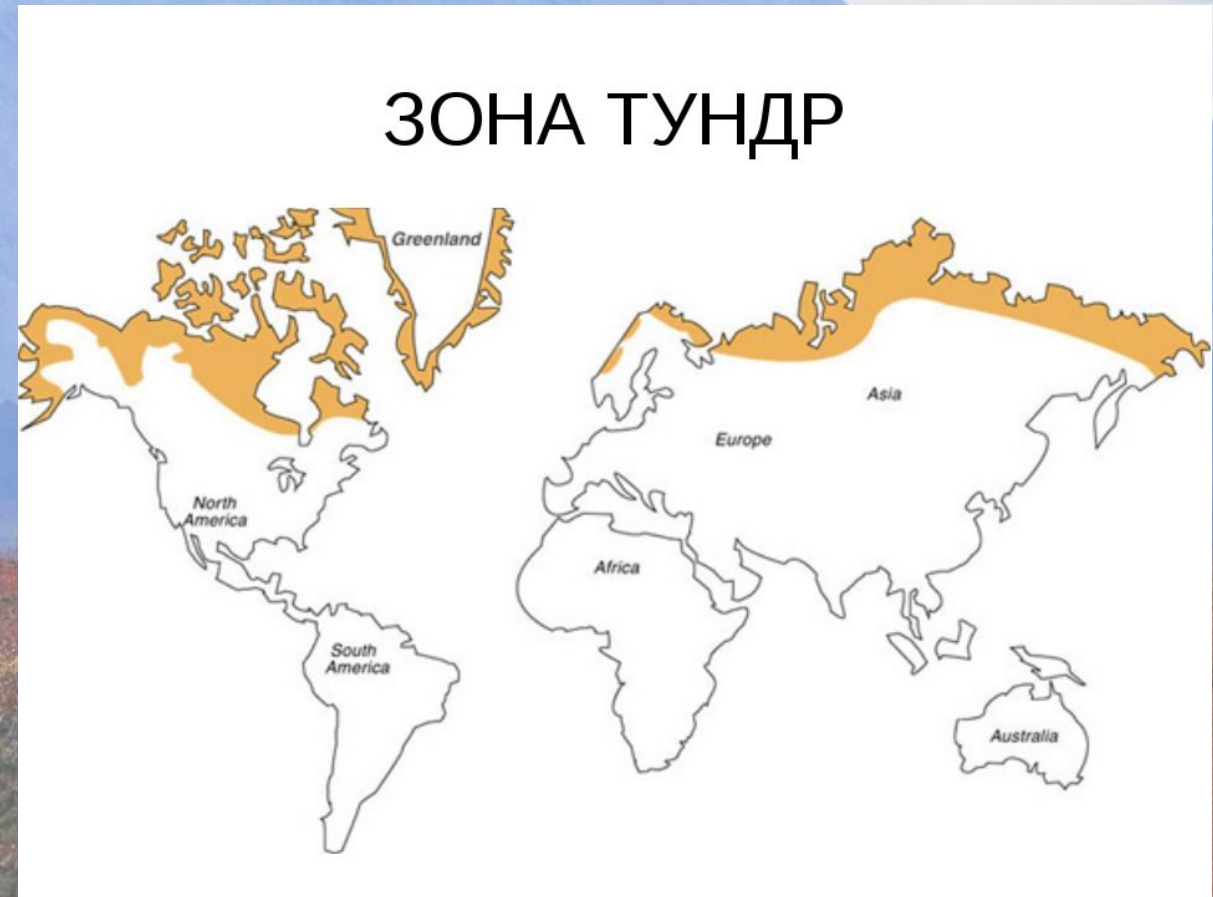 ЗОНА ТУНДР
Greenland
Asia
Europe
North
America
Africa
South
America
Australia